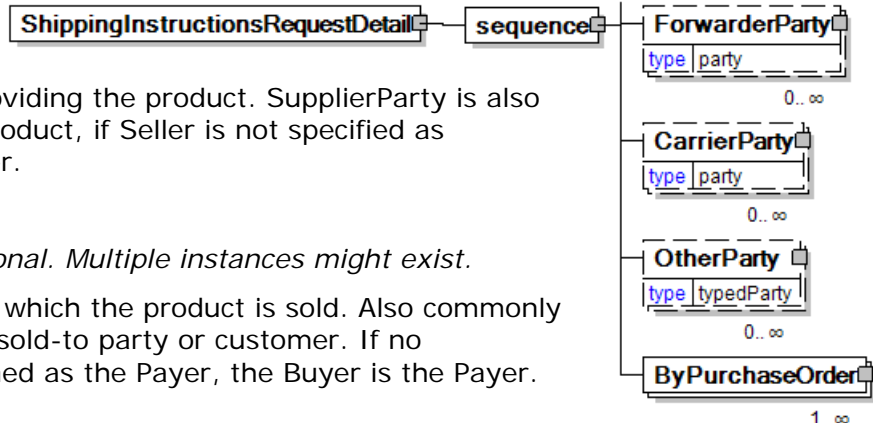 ShippingInstructionsRequestDetail
sequence
ForwarderParty
type party
0.. ∞
oviding the product. SupplierParty is also
roduct, if Seller is not specified as
r.
CarrierParty
type party
0.. ∞
onal. Multiple instances might exist.
which the product is sold. Also commonly
sold-to party or customer. If no
ned as the Payer, the Buyer is the Payer.
OtherParty
type typedParty
0.. ∞
ByPurchaseOrder
1 ∞